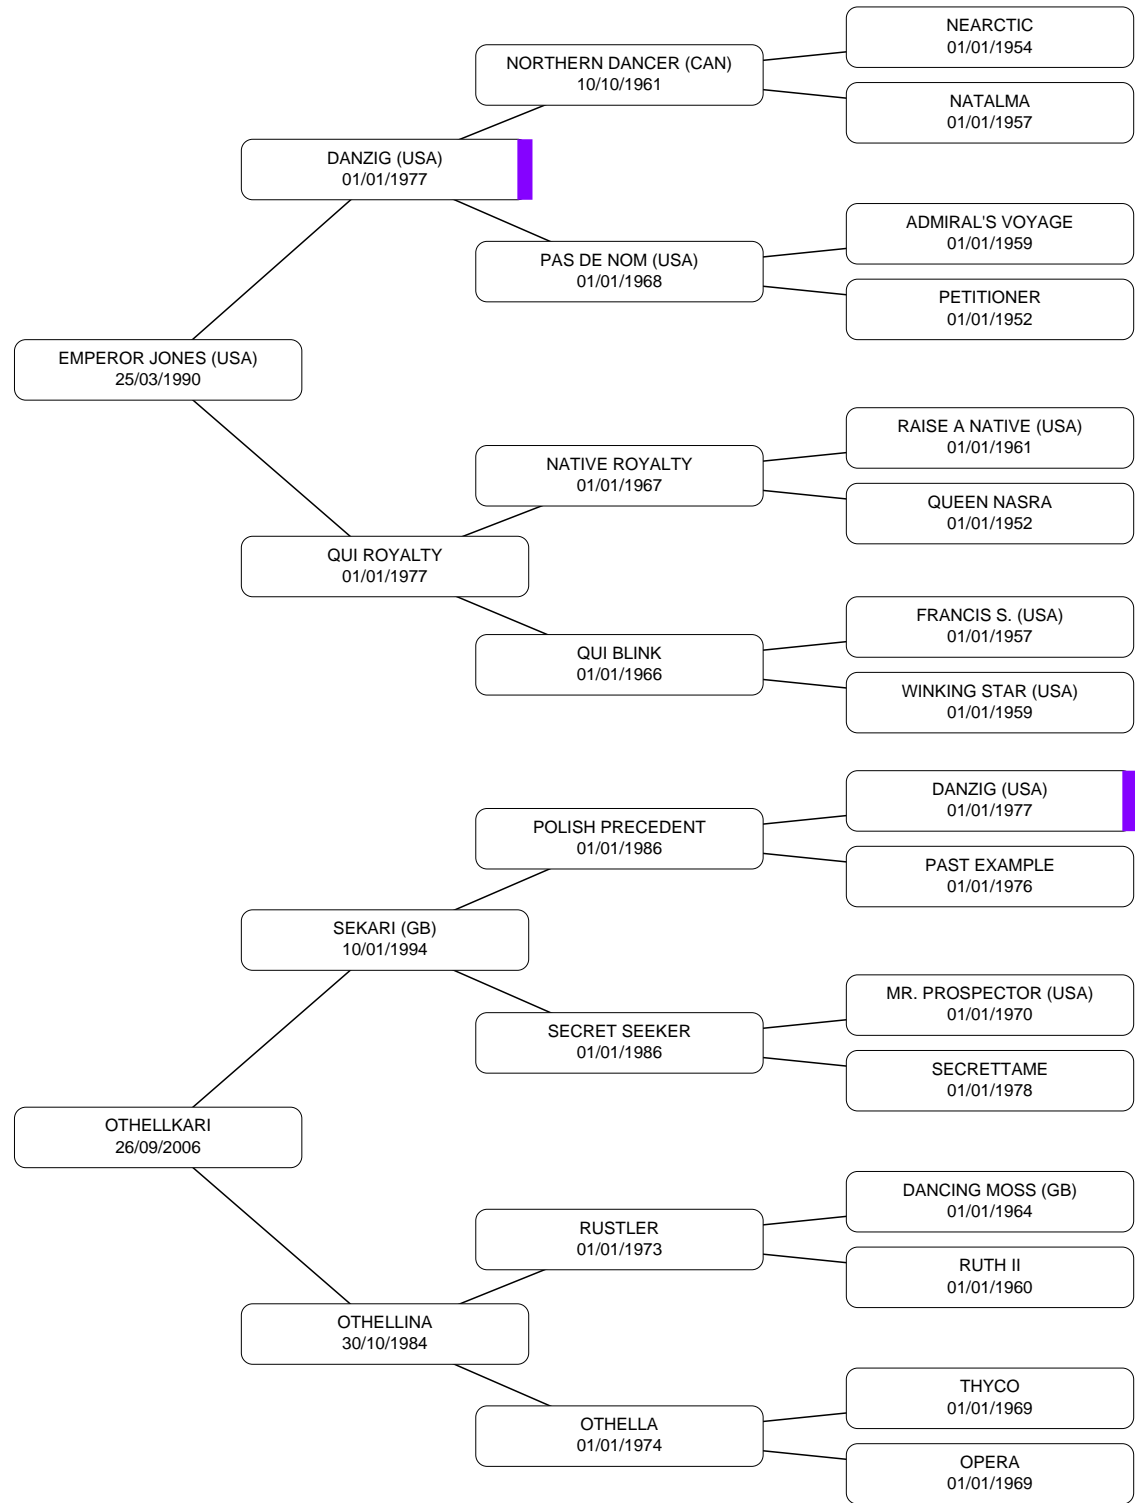 NEARCTIC
01/01/1954
NORTHERN DANCER (CAN)
10/10/1961
NATALMA
01/01/1957
DANZIG (USA)
01/01/1977
ADMIRAL'S VOYAGE
01/01/1959
PAS DE NOM (USA)
01/01/1968
PETITIONER
01/01/1952
EMPEROR JONES (USA)
25/03/1990
RAISE A NATIVE (USA)
01/01/1961
NATIVE ROYALTY
01/01/1967
QUEEN NASRA
01/01/1952
QUI ROYALTY
01/01/1977
FRANCIS S. (USA)
01/01/1957
QUI BLINK
01/01/1966
WINKING STAR (USA)
01/01/1959
DANZIG (USA)
01/01/1977
POLISH PRECEDENT
01/01/1986
PAST EXAMPLE
01/01/1976
SEKARI (GB)
10/01/1994
MR. PROSPECTOR (USA)
01/01/1970
SECRET SEEKER
01/01/1986
SECRETTAME
01/01/1978
OTHELLKARI
26/09/2006
DANCING MOSS (GB)
01/01/1964
RUSTLER
01/01/1973
RUTH II
01/01/1960
OTHELLINA
30/10/1984
THYCO
01/01/1969
OTHELLA
01/01/1974
OPERA
01/01/1969